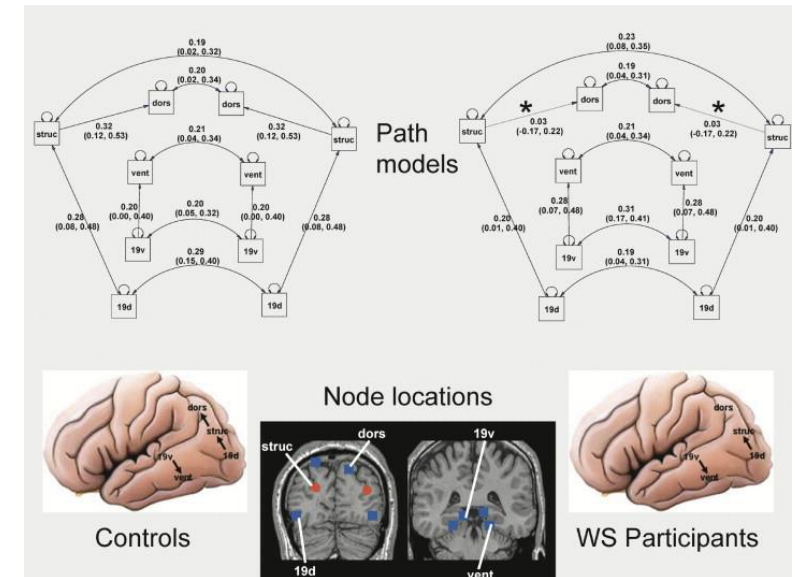 0.19
(0.02, 0.32)
0.20
(0.02, 0.34)
dors
dors
struc
struc
0.32
(0.12, 0.53)
0.32
(0.12, 0.53)
0.21
(0.04, 0.34)
vent
vent
0.20
(0.00, 0.40)
0.20
(0.05, 0.32)
0.20
(0.00, 0.40)
0.28
(0.08, 0.48)
0.28
(0.08, 0.48)
19v
19v
0.29
(0.15, 0.40)
19d
19d
Path
models
0.23
(0.08, 0.35)
0.19
(0.04, 0.31)
dors
dors
*
*
struc
struc
0.03
(-0.17, 0.22)
0.03
(-0.17, 0.22)
0.21
(0.04, 0.34)
vent
vent
0.28
(0.07, 0.48)
0.31
(0.17, 0.41)
0.28
(0.07, 0.48)
0.20
(0.01, 0.40)
0.20
(0.01, 0.40)
19v
19v
0.19
(0.04, 0.31)
19d
19d
dors
struc
19v
19d
vent
Controls
Node locations
struc
dors
19v
19d
vent
dors
struc
19v
19d
vent
WS Participants